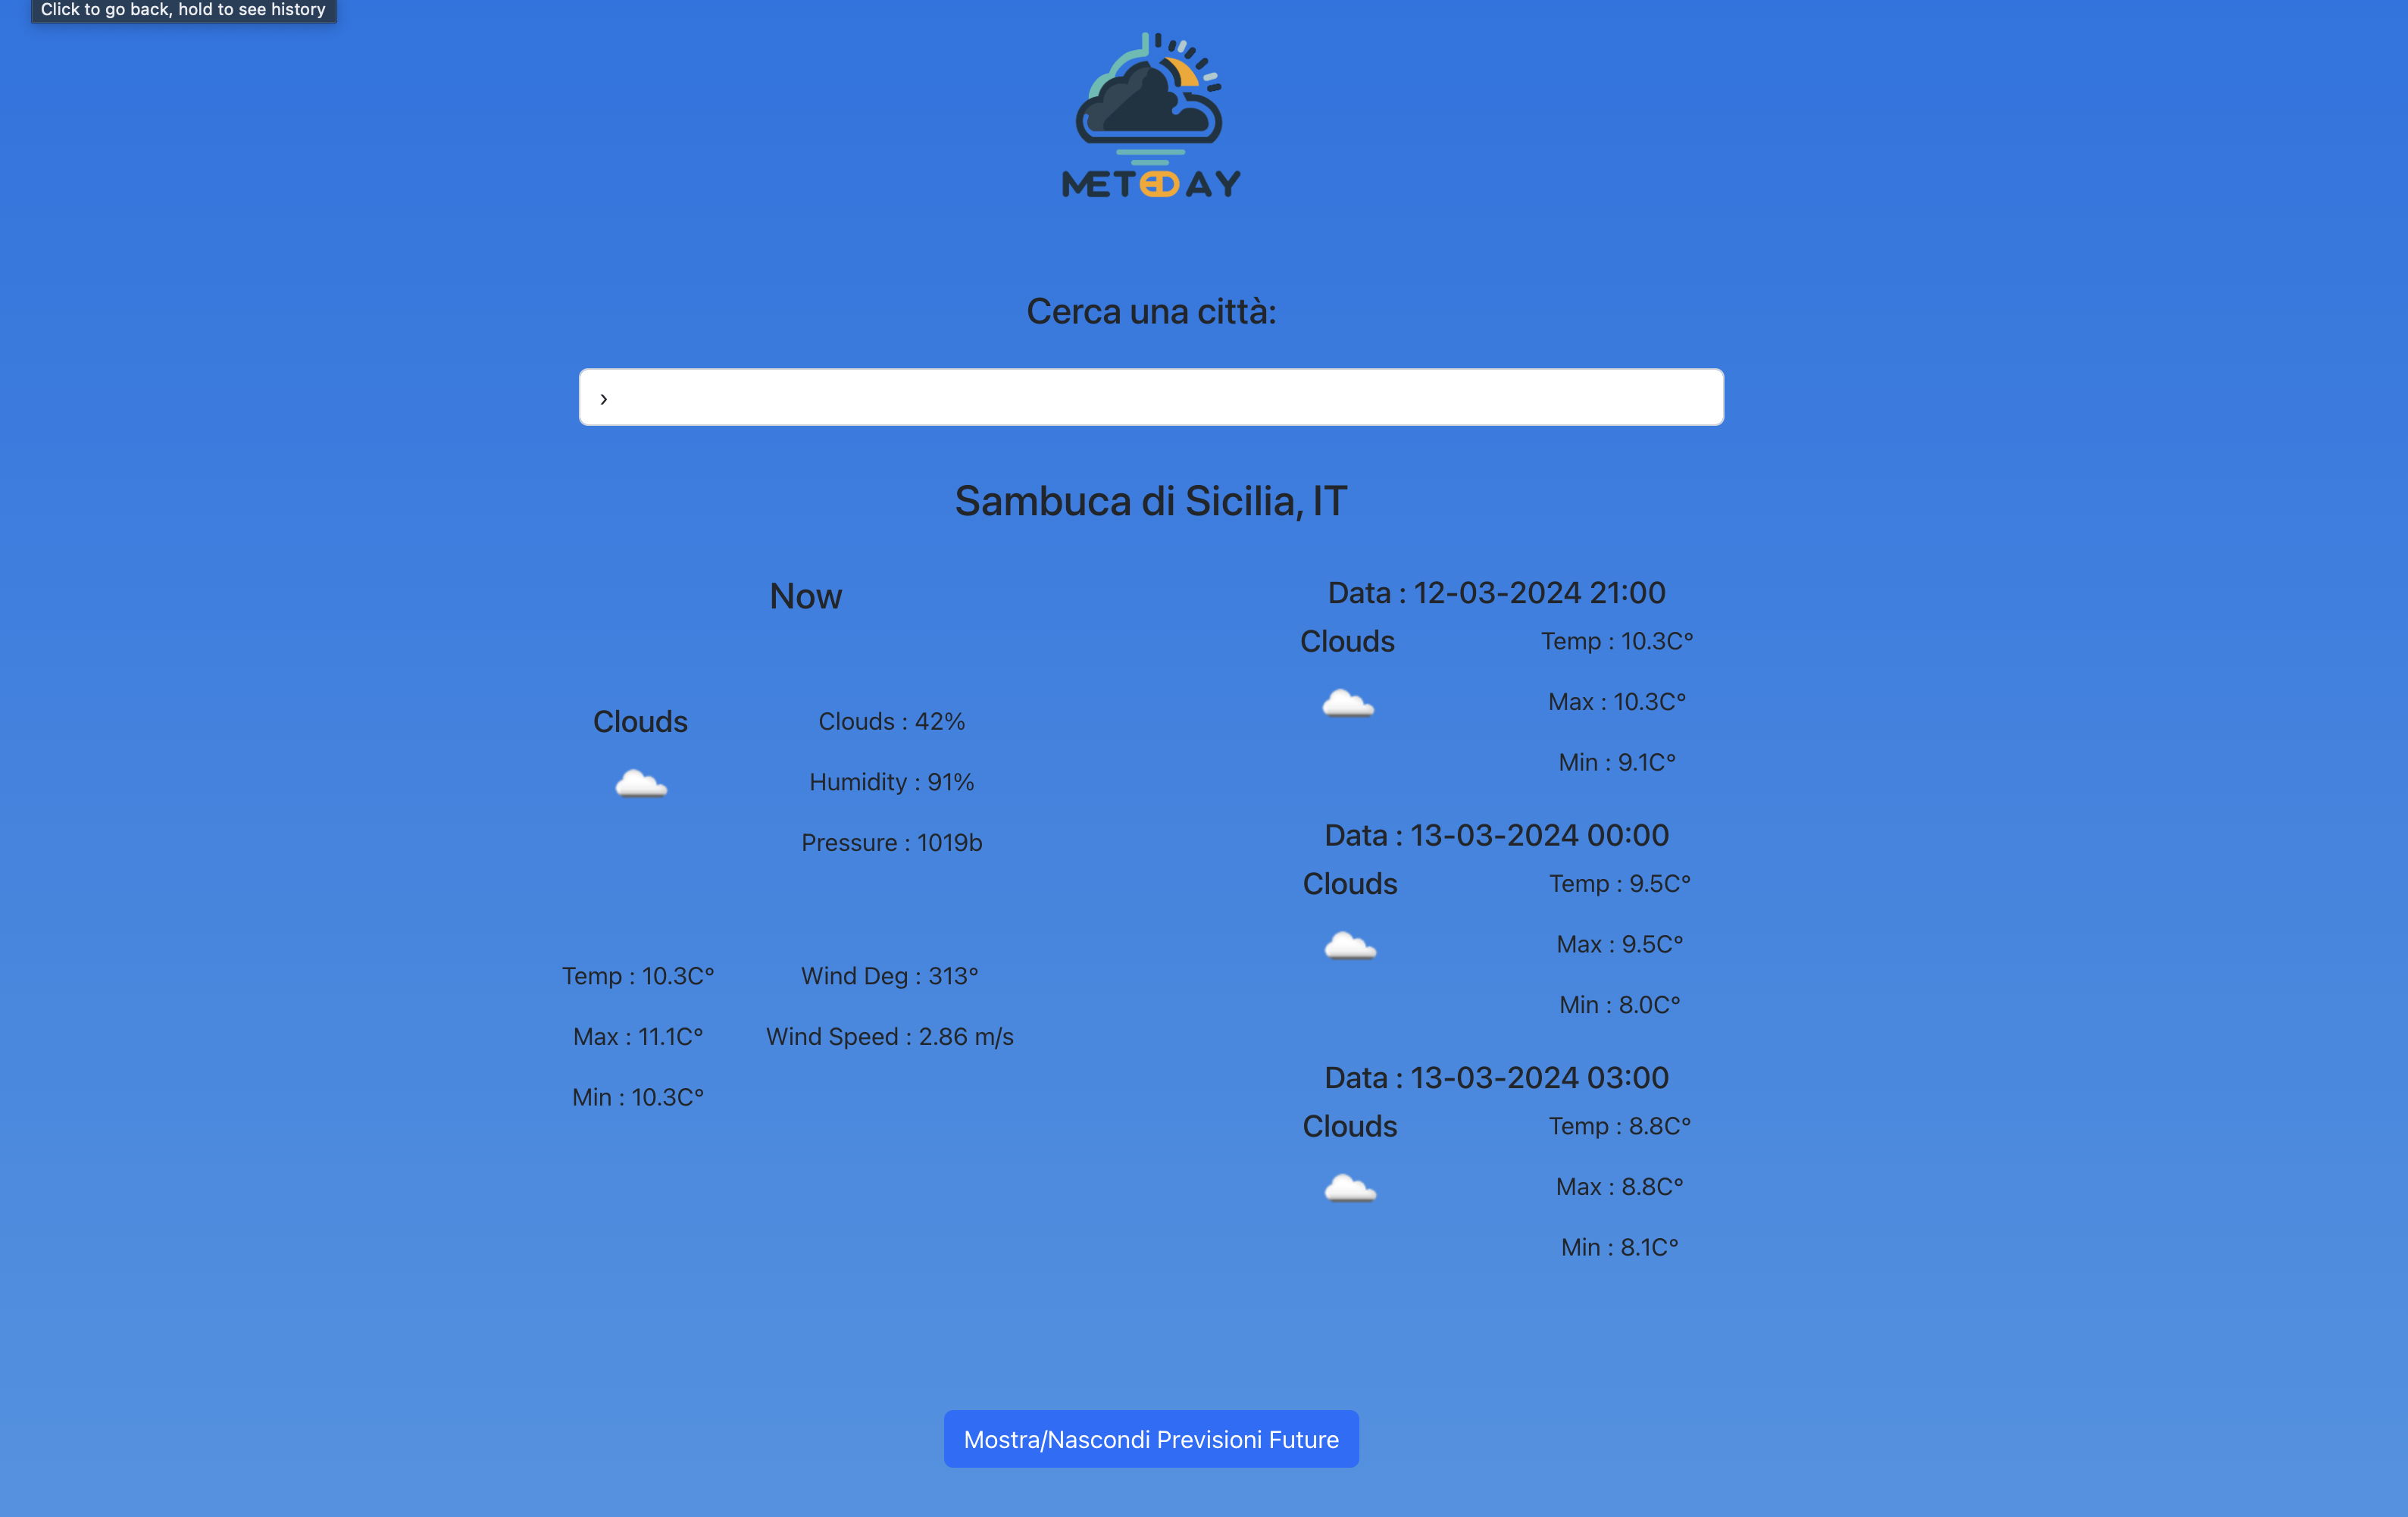 Click to go back, hold to see history
METEODAY
Cerca una città:
›
Sambuca di Sicilia, IT
Now
Clouds
Clouds : 42%
Humidity : 91%
Pressure : 1019b
Temp : 10.3C°
Max : 11.1C°
Min : 10.3C°
Wind Deg : 313°
Wind Speed : 2.86 m/s
Data : 12-03-2024 21:00
Clouds
Temp : 10.3C°
Max : 10.3C°
Min : 9.1C°
Data : 13-03-2024 00:00
Clouds
Temp : 9.5C°
Max : 9.5C°
Min : 8.0C°
Data : 13-03-2024 03:00
Clouds
Temp : 8.8C°
Max : 8.8C°
Min : 8.1C°
Mostra/Nascondi Previsioni Future